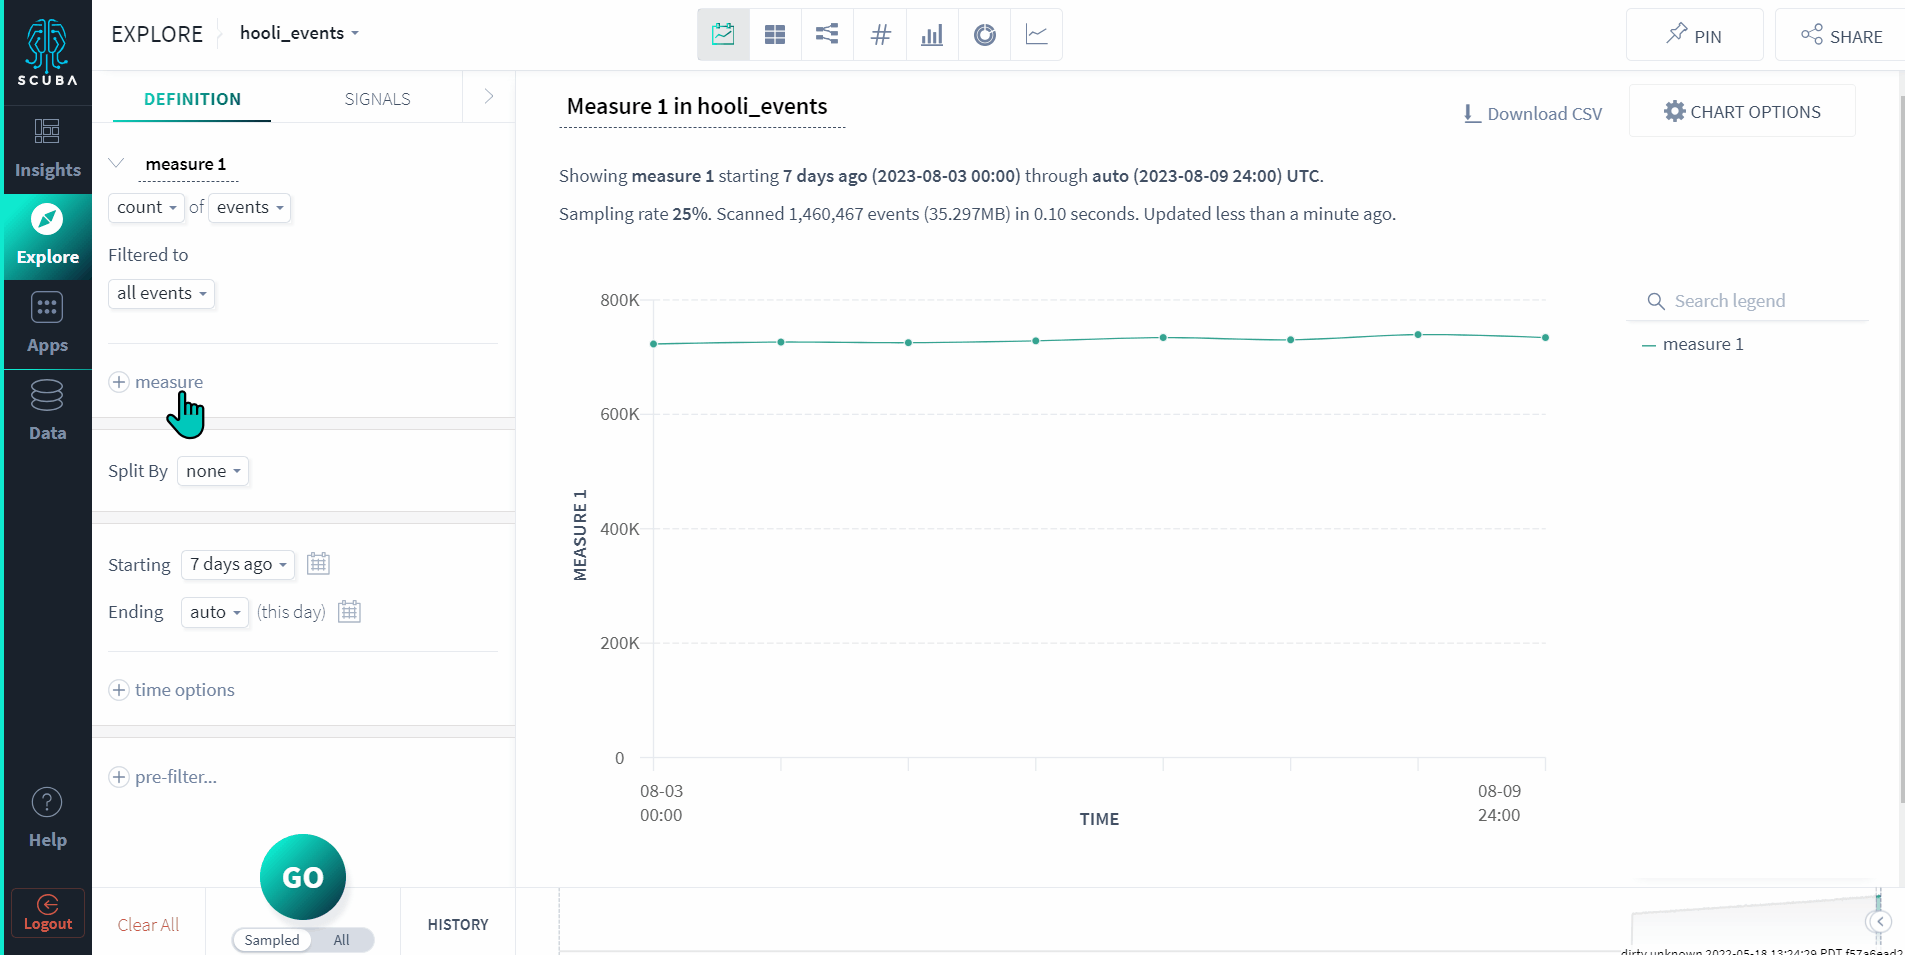 SCUBA
EXPLORE
hooli_events
PIN
SHARE
Insights
Explore
Apps
Data
Help
Logout
DEFINITION
SIGNALS
measure 1
count of events
Filtered to
all events
measure
Split By none
Starting 7 days ago
Ending auto (this day)
time options
pre-filter...
GO
Clear All
Sampled All
HISTORY
Measure 1 in hooli_events
Download CSV
CHART OPTIONS
Showing measure 1 starting 7 days ago (2023-08-03 00:00) through auto (2023-08-09 24:00) UTC.
Sampling rate 25%. Scanned 1,460,467 events (35.297MB) in 0.10 seconds. Updated less than a minute ago.
800K
600K
400K
200K
0
MEASURE 1
08-03
00:00
08-09
24:00
TIME
Search legend
measure 1
dirty unknown 2022-05-18 13:24:29 PDT